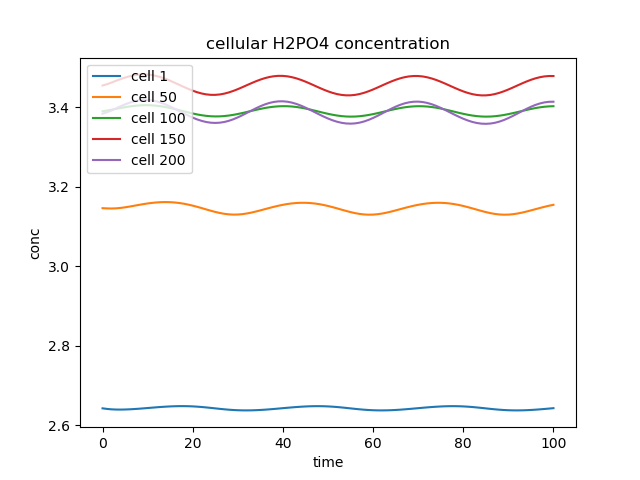 cellular H2PO4 concentration
cell 1
cell 50
cell 100
cell 150
cell 200
3.4
3.2
3.0
2.8
2.6
conc
0
20
40
60
80
100
time